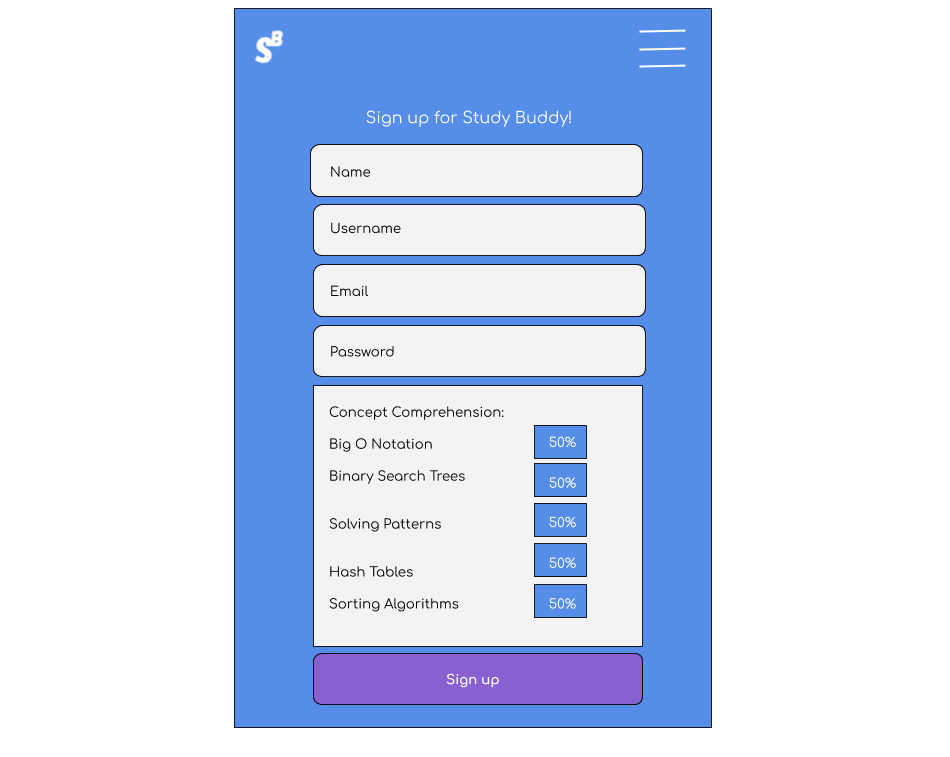 SB
Sign up for Study Buddy!
Name
Username
Email
Password
Concept Comprehension:
Big O Notation 50%
Binary Search Trees 50%
Solving Patterns 50%
Hash Tables 50%
Sorting Algorithms 50%
Sign up